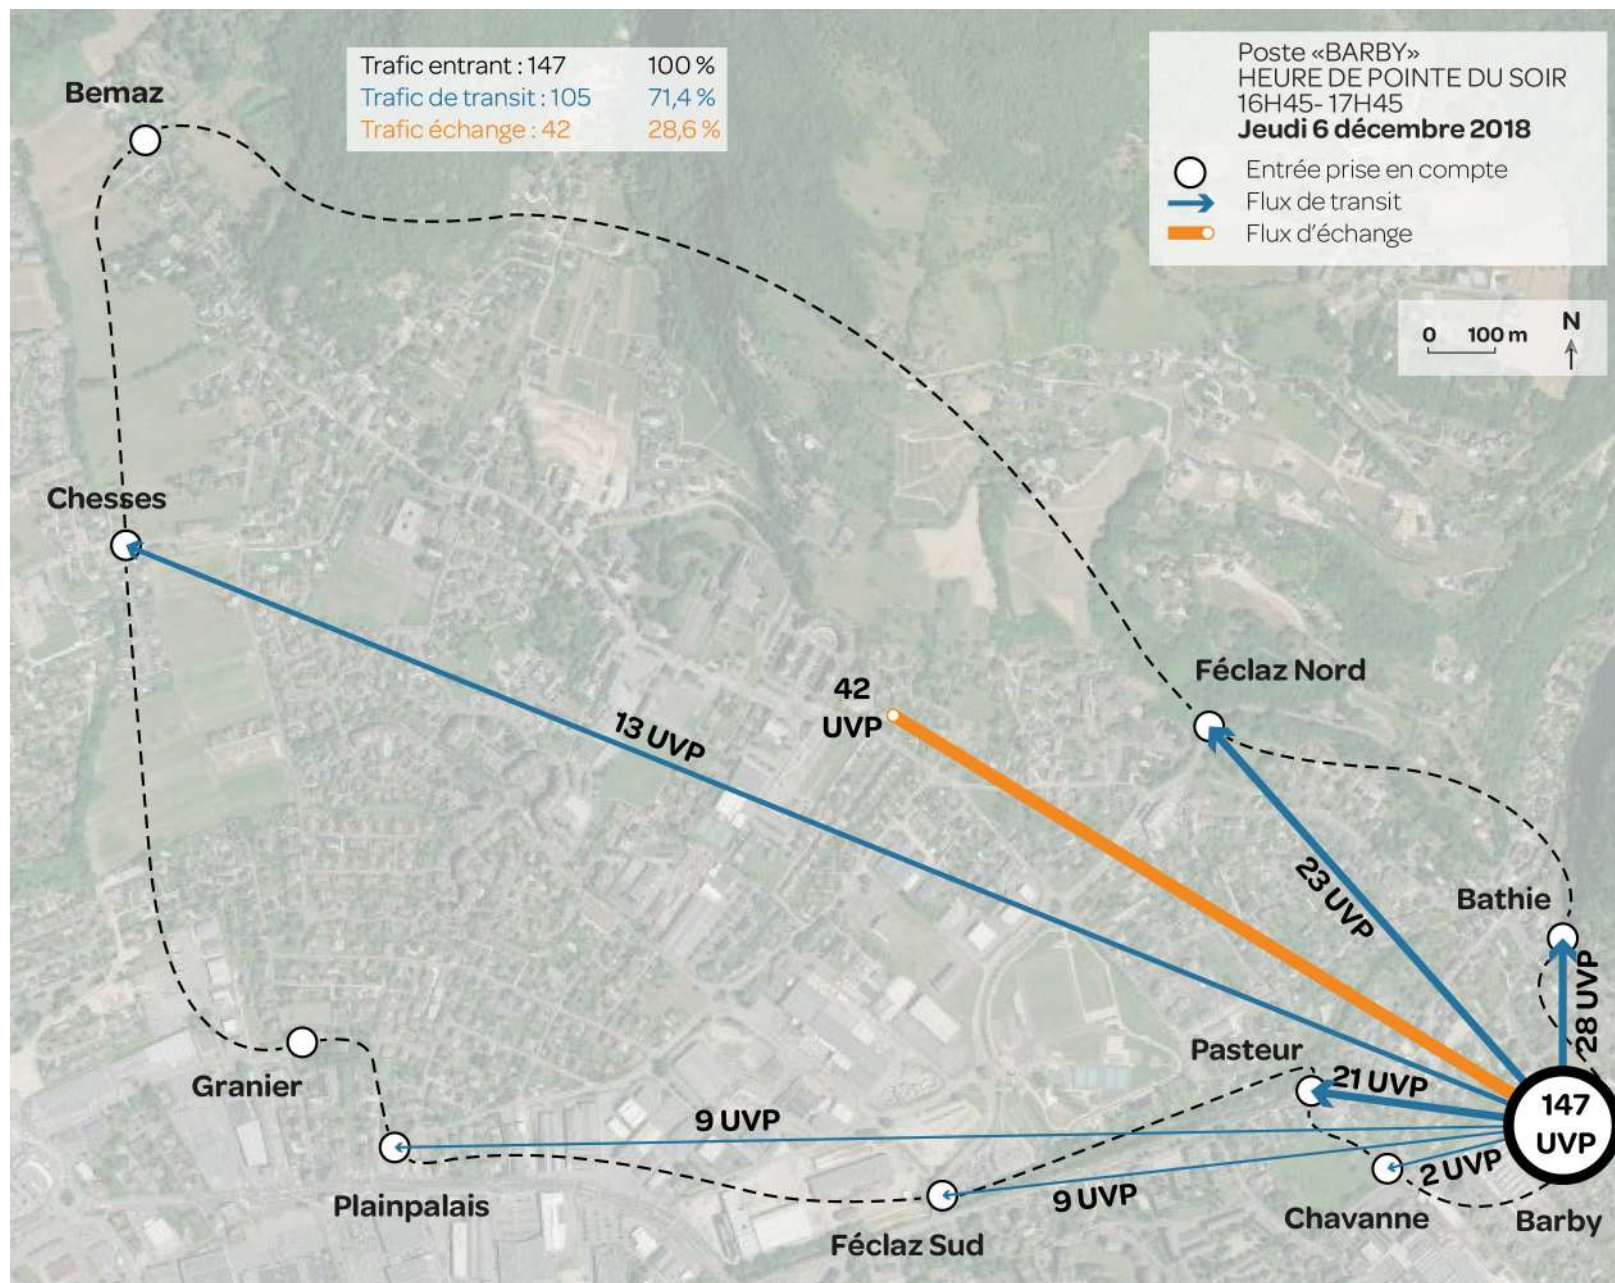 Trafic entrant : 147 100 %
Trafic de transit : 105 71,4 %
Trafic échange : 42 28,6 %
Poste «BARBY»
HEURE DE POINTE DU SOIR
16H45- 17H45
Jeudi 6 décembre 2018
Entrée prise en compte
Flux de transit
Flux d'échange
0 100 m
N
Bemaz
Chesses
Féclaz Nord
42
UVP
13 UVP
23 UVP
Bathie
28 UVP
Pasteur
21 UVP
147
UVP
Granier
9 UVP
2 UVP
Plainpalais
9 UVP
Féclaz Sud
Chavanne
Barby